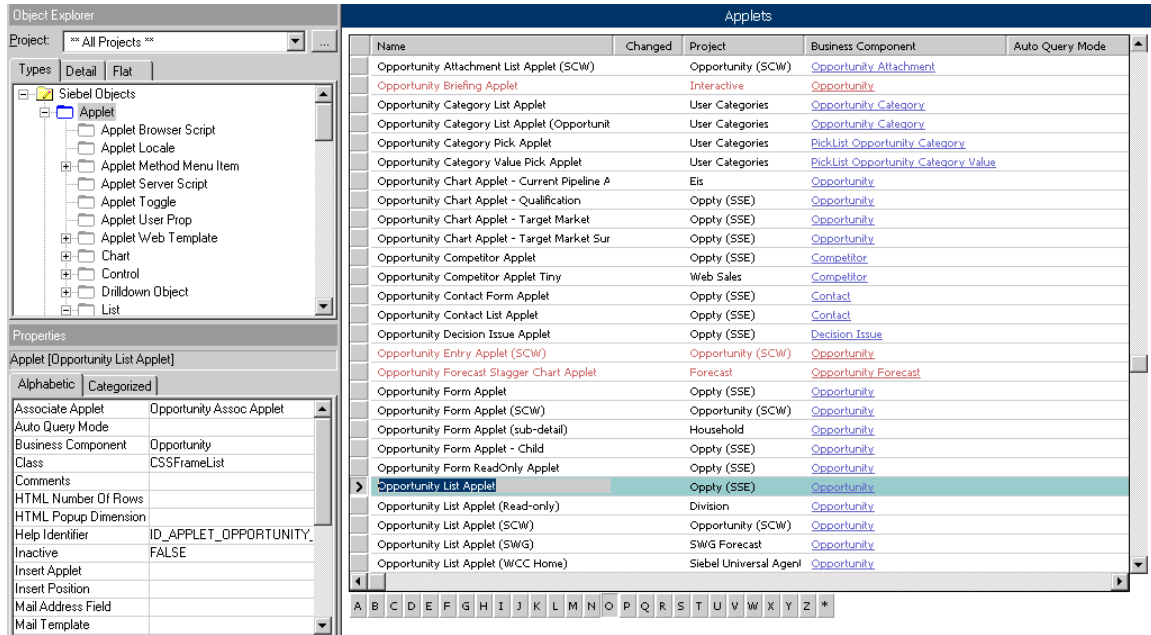 Object Explorer
Project: ** All Projects ** ...
Types Detail Flat
Siebel Objects
Applet
Applet Browser Script
Applet Locale
Applet Method Menu Item
Applet Server Script
Applet Toggle
Applet User Prop
Applet Web Template
Chart
Control
Drilldown Object
List
Properties
Applet [Opportunity List Applet]
Alphabetic Categorized
Associate Applet Opportunity Assoc Applet
Auto Query Mode
Business Component Opportunity
Class CSSFrameList
Comments
HTML Number Of Rows
HTML Popup Dimension
Help Identifier ID_APPLET_OPPORTUNITY_
Inactive FALSE
Insert Applet
Insert Position
Mail Address Field
Mail Template
Applets
Name Changed Project Business Component Auto Query Mode
Opportunity Attachment List Applet (SCW) Opportunity (SCW) Opportunity Attachment
Opportunity Briefing Applet Interactive Opportunity
Opportunity Category List Applet User Categories Opportunity Category
Opportunity Category List Applet (Opportunit User Categories Opportunity Category
Opportunity Category Pick Applet User Categories PickList Opportunity Category
Opportunity Category Value Pick Applet User Categories PickList Opportunity Category Value
Opportunity Chart Applet - Current Pipeline A Eis Opportunity
Opportunity Chart Applet - Qualification Oppty (SSE) Opportunity
Opportunity Chart Applet - Target Market Oppty (SSE) Opportunity
Opportunity Chart Applet - Target Market Sur Oppty (SSE) Opportunity
Opportunity Competitor Applet Oppty (SSE) Competitor
Opportunity Competitor Applet Tiny Web Sales Competitor
Opportunity Contact Form Applet Oppty (SSE) Contact
Opportunity Contact List Applet Oppty (SSE) Contact
Opportunity Decision Issue Applet Oppty (SSE) Decision Issue
Opportunity Entry Applet (SCW) Opportunity (SCW) Opportunity
Opportunity Forecast Stagger Chart Applet Forecast Opportunity Forecast
Opportunity Form Applet Oppty (SSE) Opportunity
Opportunity Form Applet (SCW) Opportunity (SCW) Opportunity
Opportunity Form Applet (sub-detail) Household Opportunity
Opportunity Form Applet - Child Oppty (SSE) Opportunity
Opportunity Form ReadOnly Applet Oppty (SSE) Opportunity
Opportunity List Applet Oppty (SSE) Opportunity
Opportunity List Applet (Read-only) Division Opportunity
Opportunity List Applet (SCW) Opportunity (SCW) Opportunity
Opportunity List Applet (SWG) SWG Forecast Opportunity
Opportunity List Applet (WCC Home) Siebel Universal Agen Opportunity
A B C D E F G H I J K L M N O P Q R S T U V W X Y Z *